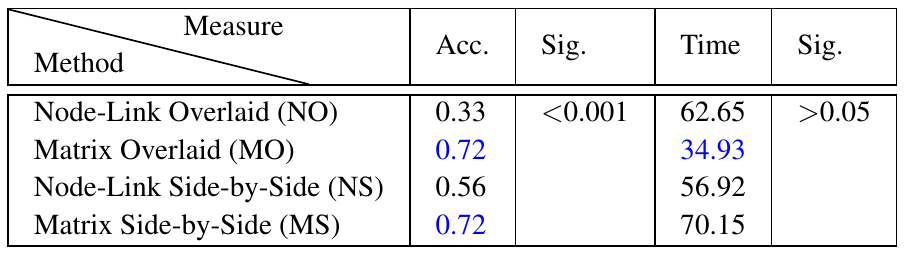 Measure
Method Acc. Sig. Time Sig.
Node-Link Overlaid (NO) 0.33 <0.001 62.65 >0.05
Matrix Overlaid (MO) 0.72 34.93
Node-Link Side-by-Side (NS) 0.56 56.92
Matrix Side-by-Side (MS) 0.72 70.15